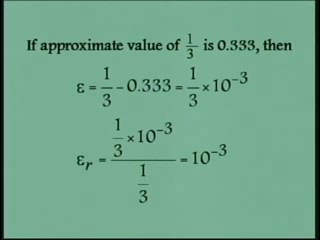 If approximate value of 1/3 is 0.333, then
ε = 1/3 − 0.333 = 1/3 × 10⁻³
εᵣ = (1/3 × 10⁻³) / (1/3) = 10⁻³